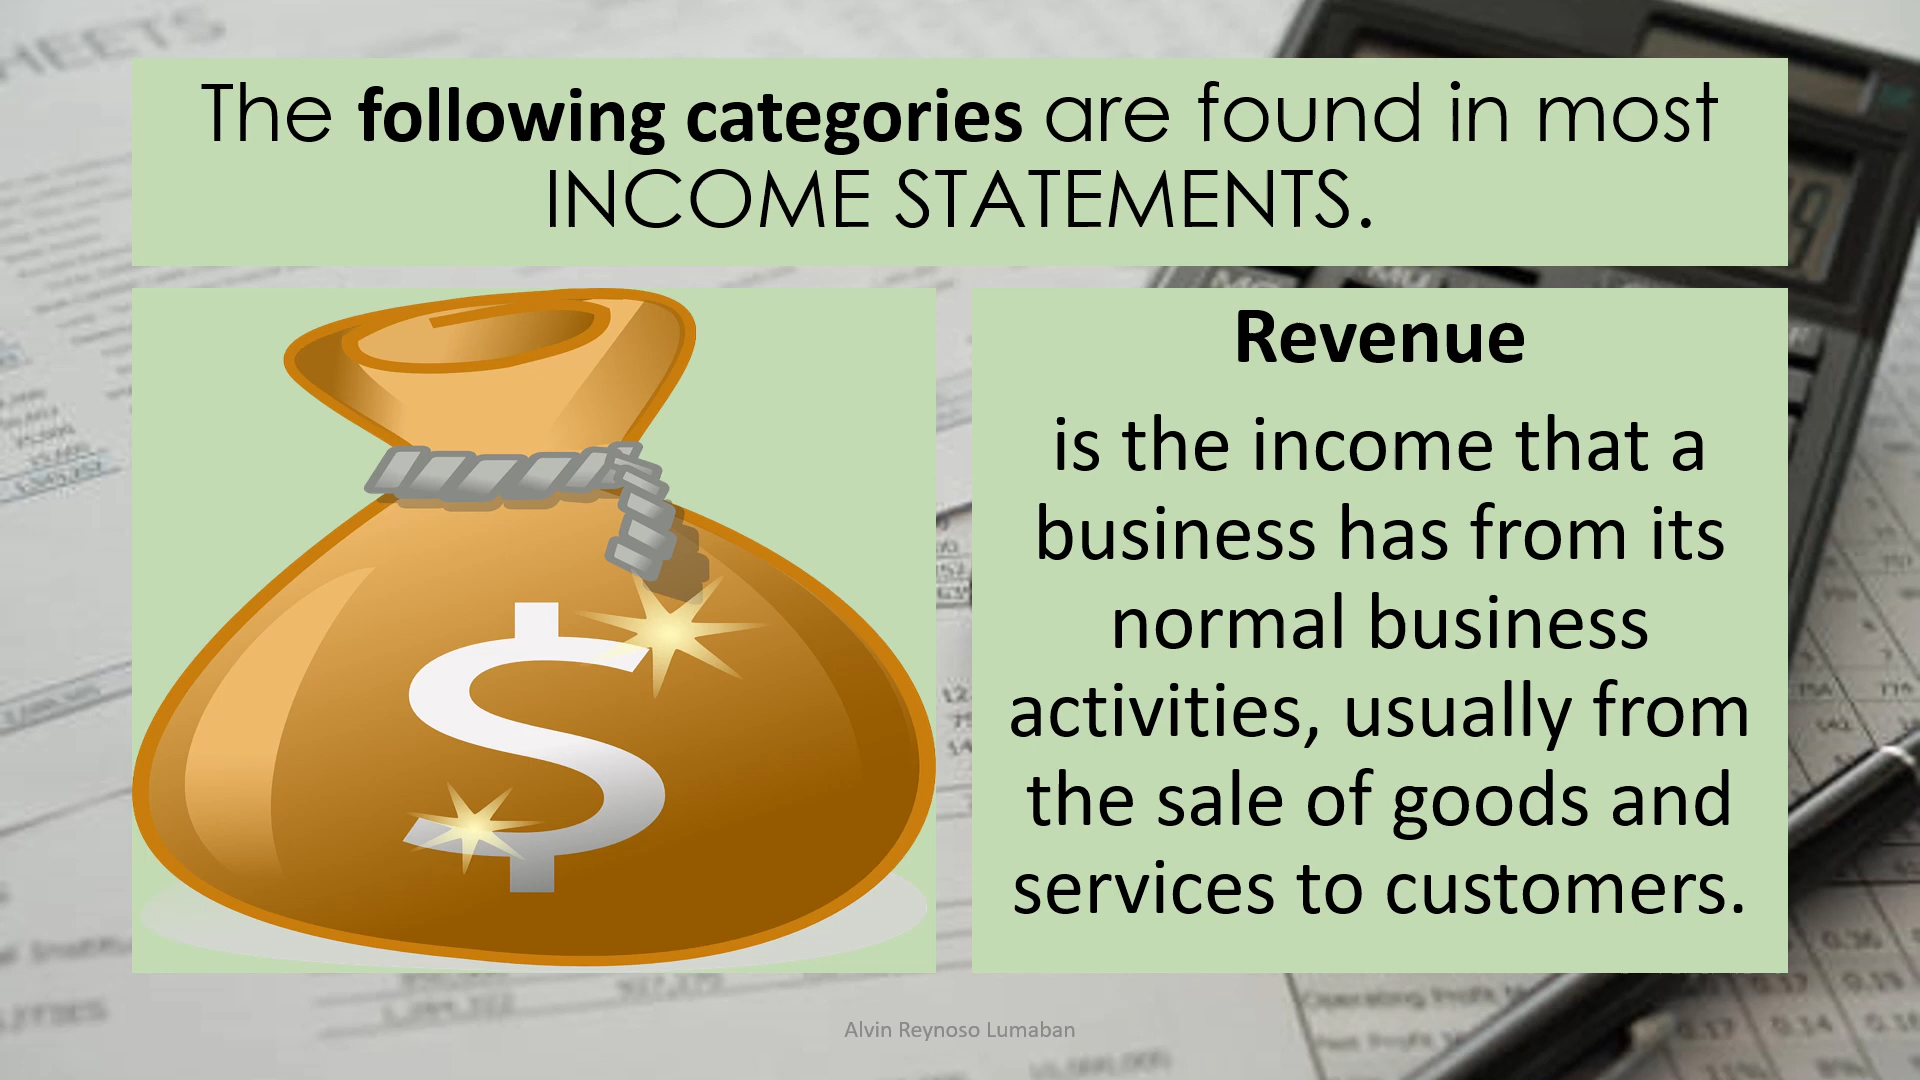 The following categories are found in most
INCOME STATEMENTS.
Revenue
is the income that a
business has from its
normal business
activities, usually from
the sale of goods and
services to customers.
$
Alvin Reynoso Lumaban